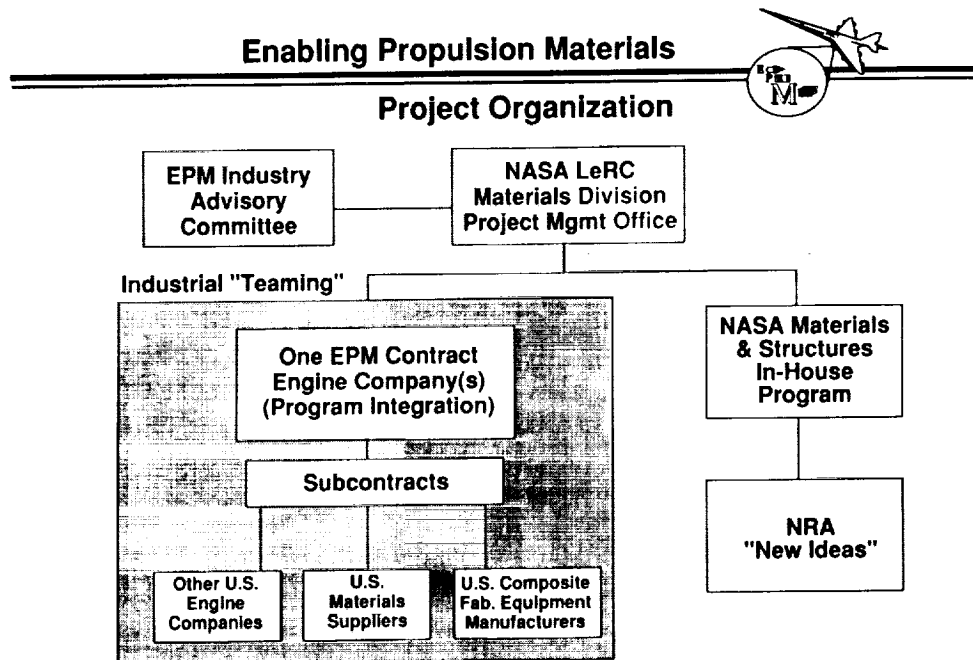 Enabling Propulsion Materials
Project Organization
EPM Industry
Advisory
Committee
NASA LeRC
Materials Division
Project Mgmt Office
Industrial "Teaming"
One EPM Contract
Engine Company(s)
(Program Integration)
NASA Materials
& Structures
In-House
Program
Subcontracts
NRA
"New Ideas"
Other U.S.
Engine
Companies
U.S.
Materials
Suppliers
U.S. Composite
Fab. Equipment
Manufacturers